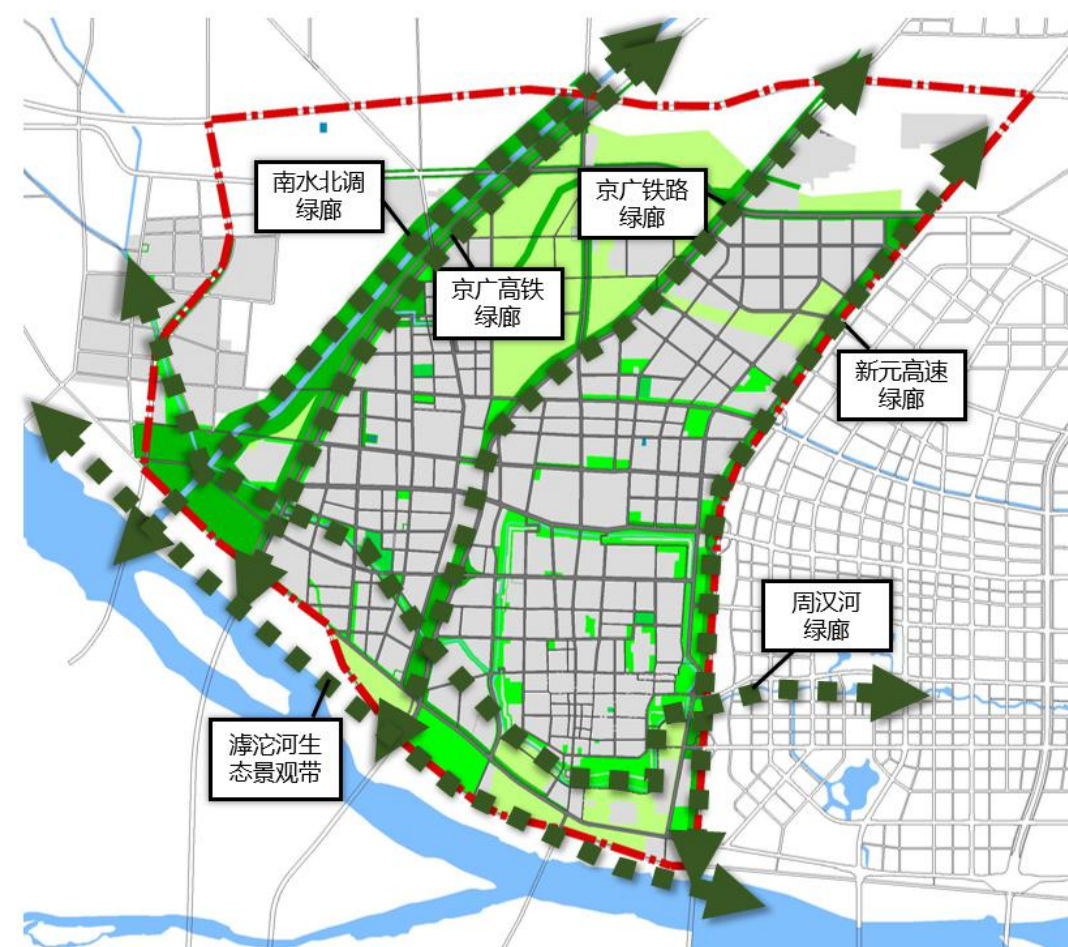 南水北调
绿廊
京广铁路
绿廊
京广高铁
绿廊
新元高速
绿廊
周汉河
绿廊
滹沱河生
态景观带